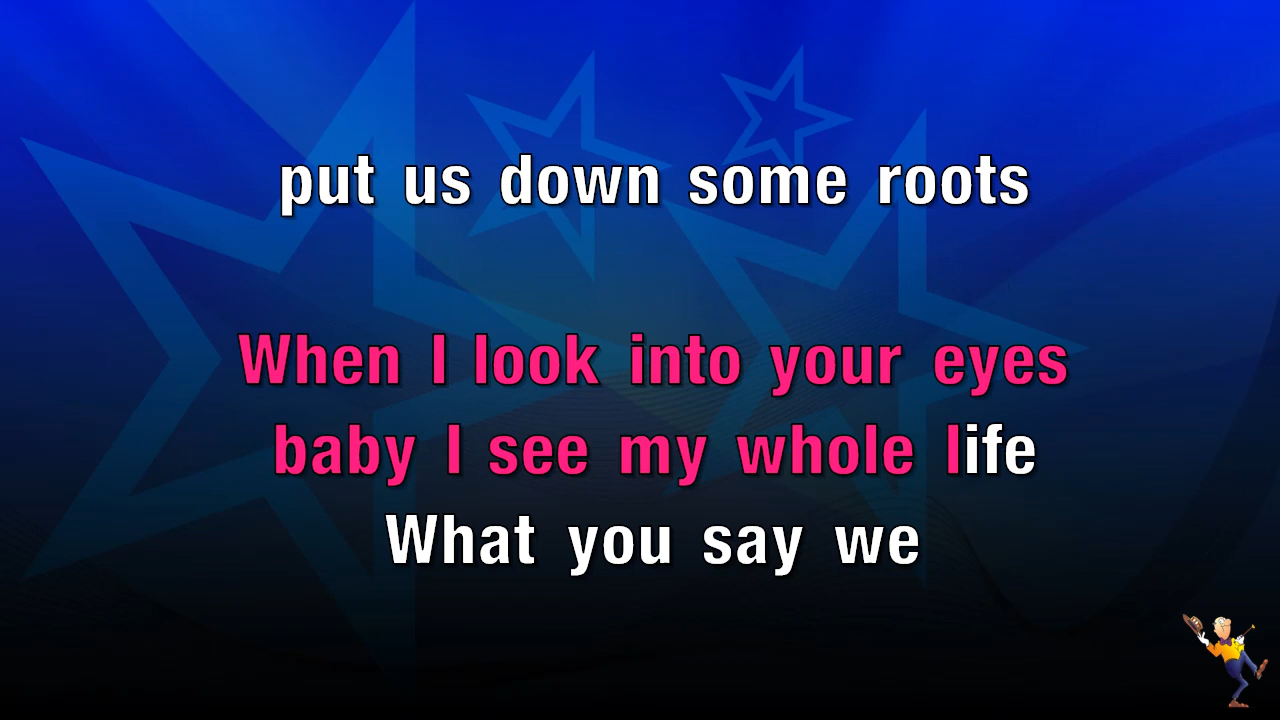 put us down some roots
When I look into your eyes
baby I see my whole life
What you say we